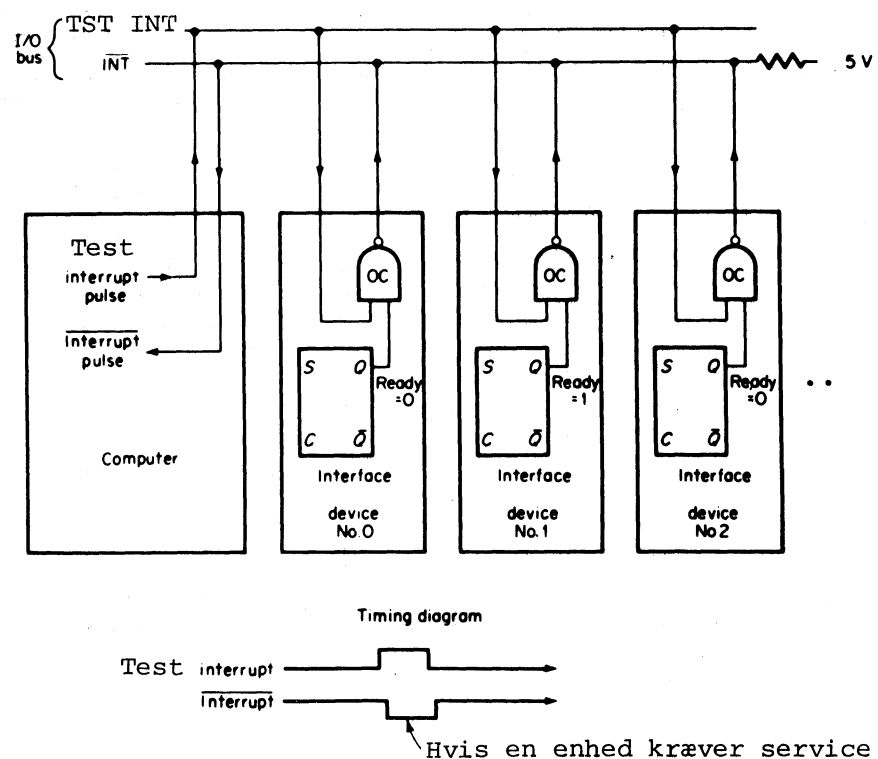 TST INT
I/O
bus
INT
5 V
Test
interrupt
pulse
Interrupt
pulse
Computer
OC
S Q
Ready
=0
C Q̅
Interface
device
No.0
OC
S Q
Ready
=1
C Q̅
Interface
device
No.1
OC
S Q
Ready
=0
C Q̅
Interface
device
No2
Timing diagram
Test interrupt
Interrupt
Hvis en enhed kræver service